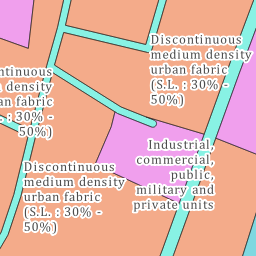 Discontinuous
medium density
urban fabric
(S.L. : 30% -
50%)
ntinuous
density
an fabric
. : 30% -
50%)
Industrial,
commercial,
public,
military and
private units
Discontinuous
medium density
urban fabric
(S.L. : 30% -
50%)